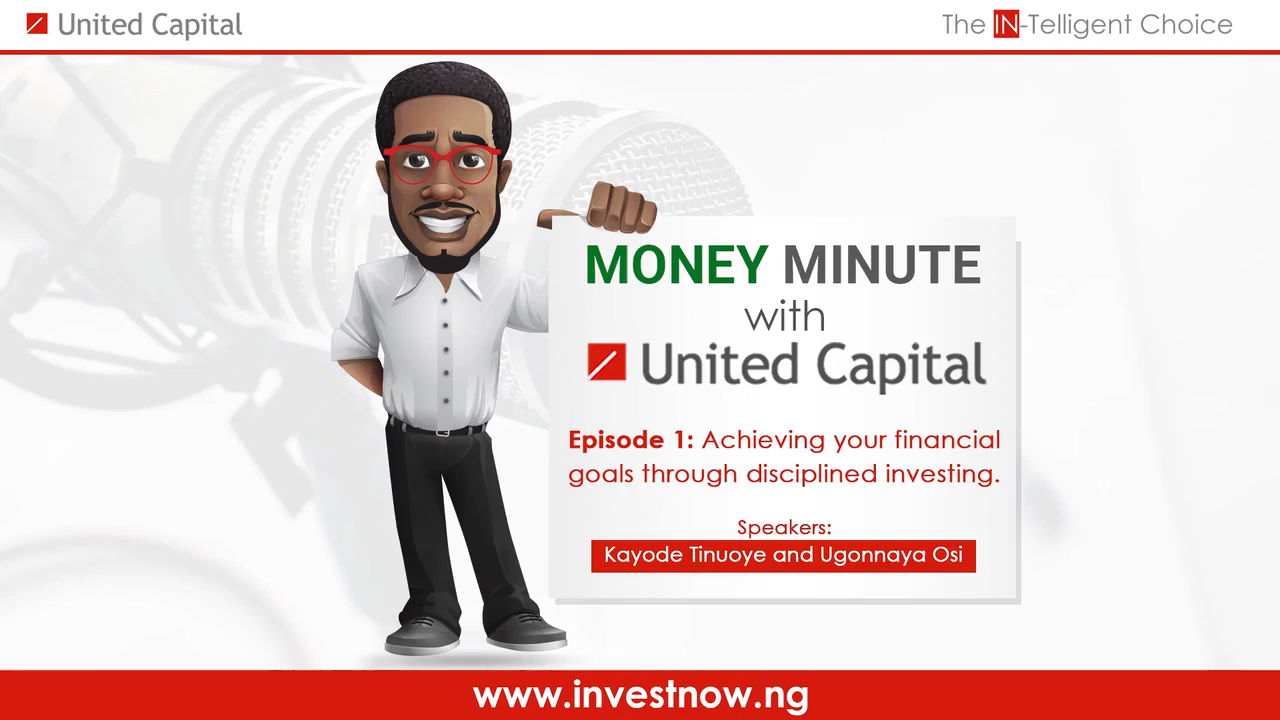 United Capital
The IN-Telligent Choice
MONEY MINUTE
with
United Capital
Episode 1: Achieving your financial
goals through disciplined investing.
Speakers:
Kayode Tinuoye and Ugonnaya Osi
www.investnow.ng